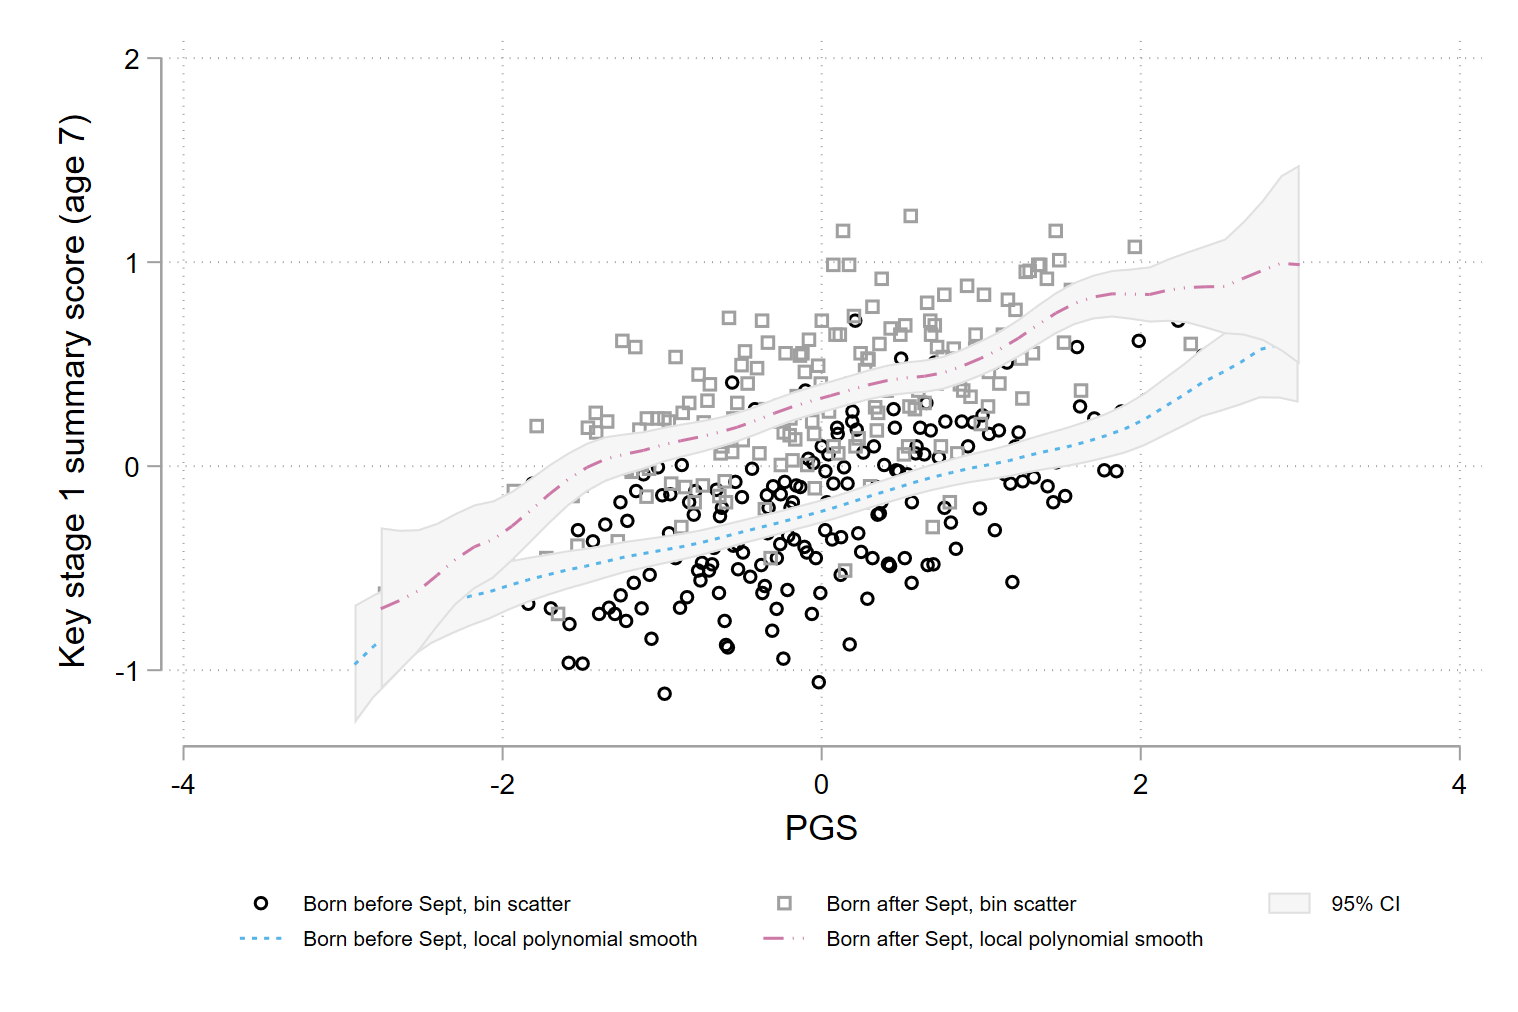 Key stage 1 summary score (age 7)
2
1
0
-1
-4
-2
0
2
4
PGS
Born before Sept, bin scatter
Born after Sept, bin scatter
95% CI
Born before Sept, local polynomial smooth
Born after Sept, local polynomial smooth